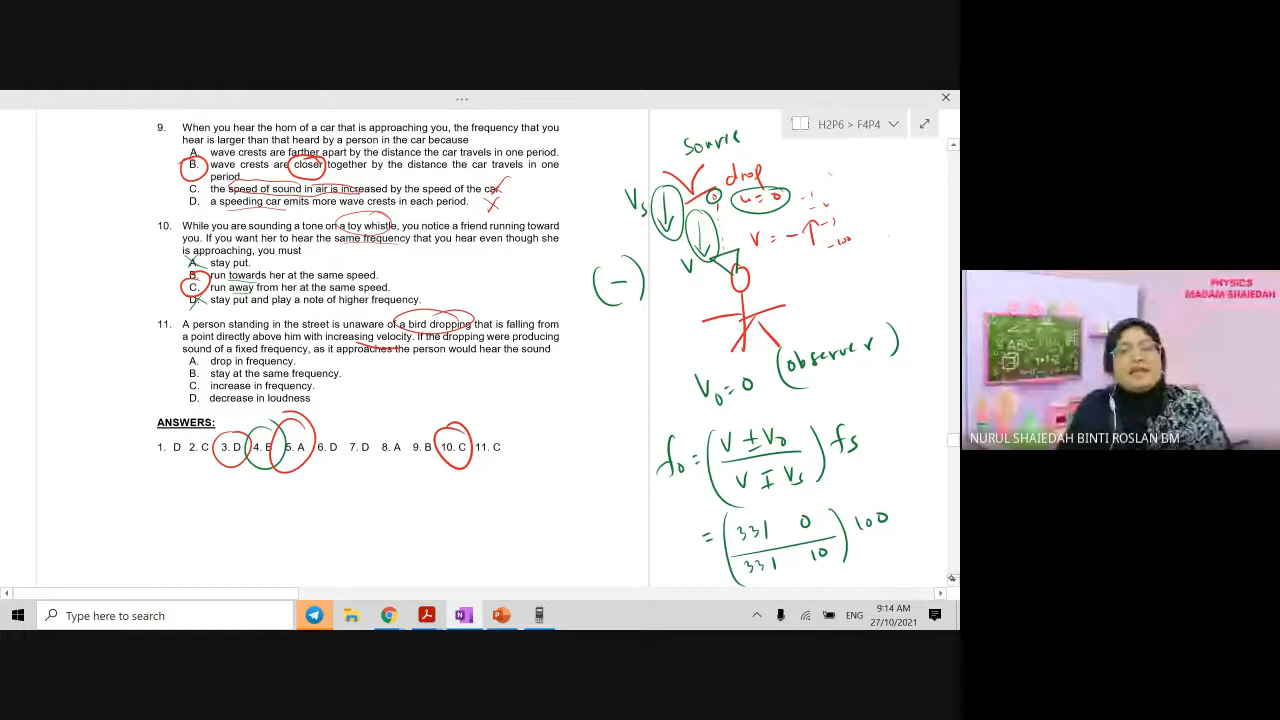 H2P6 > F4P4
9. When you hear the horn of a car that is approaching you, the frequency that you
hear is larger than that heard by a person in the car because
A. wave crests are farther apart by the distance the car travels in one period.
B. wave crests are closer together by the distance the car travels in one
period.
C. the speed of sound in air is increased by the speed of the car.
D. a speeding car emits more wave crests in each period.
10. While you are sounding a tone on a toy whistle, you notice a friend running toward
you. If you want her to hear the same frequency that you hear even though she
is approaching, you must
A. stay put.
B. run towards her at the same speed.
C. run away from her at the same speed.
D. stay put and play a note of higher frequency.
11. A person standing in the street is unaware of a bird dropping that is falling from
a point directly above him with increasing velocity. If the dropping were producing
sound of a fixed frequency, as it approaches the person would hear the sound
A. drop in frequency.
B. stay at the same frequency.
C. increase in frequency.
D. decrease in loudness
ANSWERS:
1. D 2. C 3. D 4. B 5. A 6. D 7. D 8. A 9. B 10. C 11. C
source
drop
Vs
u = 0
V = -
V
(-)
Vo = 0 (observer)
fo = (V ± Vo / V ∓ Vs) fs
= (331 0 / 331 10) 100
PHYSICS
MADAM SHAIEDAH
ABC
NURUL SHAIEDAH BINTI ROSLAN BM
Type here to search
ENG
9:14 AM
27/10/2021